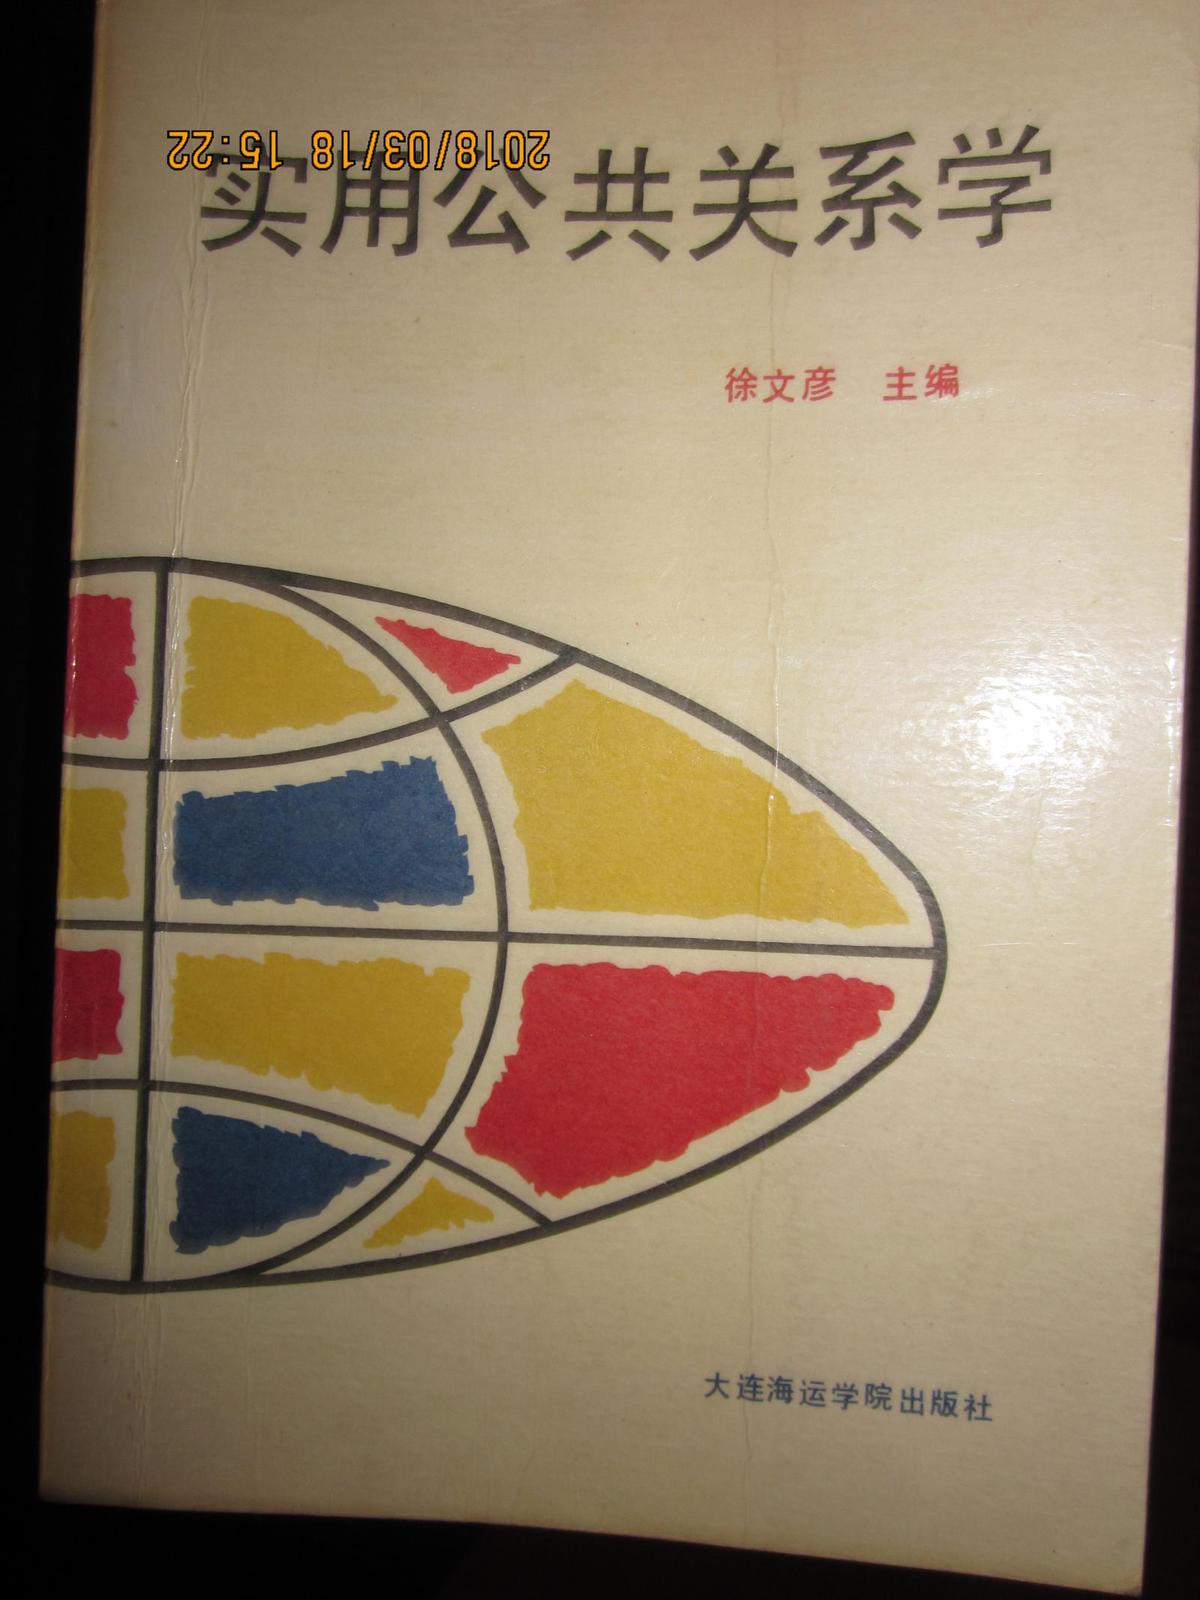 2018/03/18 15:22
实用公共关系学
徐文彦 主编
大连海运学院出版社